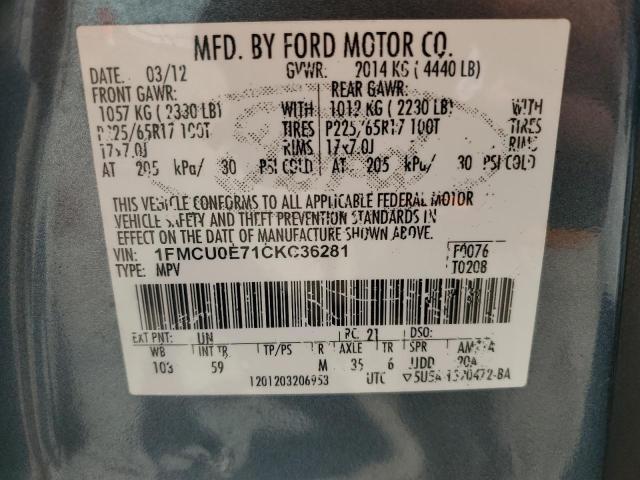 MFD. BY FORD MOTOR CO.
DATE: 03/12 GVWR: 2014 KG ( 4440 LB)
FRONT GAWR: REAR GAWR:
1057 KG ( 2330 LB) WITH 1012 KG ( 2230 LB) WITH
P225/65R17 100T TIRES P225/65R17 100T TIRES
17x7.0J RIMS 17x7.0J RIMS
AT 205 kPa/ 30 PSI COLD AT 205 kPa/ 30 PSI COLD
THIS VEHICLE CONFORMS TO ALL APPLICABLE FEDERAL MOTOR
VEHICLE SAFETY AND THEFT PREVENTION STANDARDS IN
EFFECT ON THE DATE OF MANUFACTURE SHOWN ABOVE.
VIN: 1FMCU0E71CKC36281 F0076
TYPE: MPV T0208
EXT PNT: UN RC: 21 DSO:
WB INT TR TP/PS R AXLE TR SPR
103 59 M 35 6 UDD 20A
1201203206953 UTC